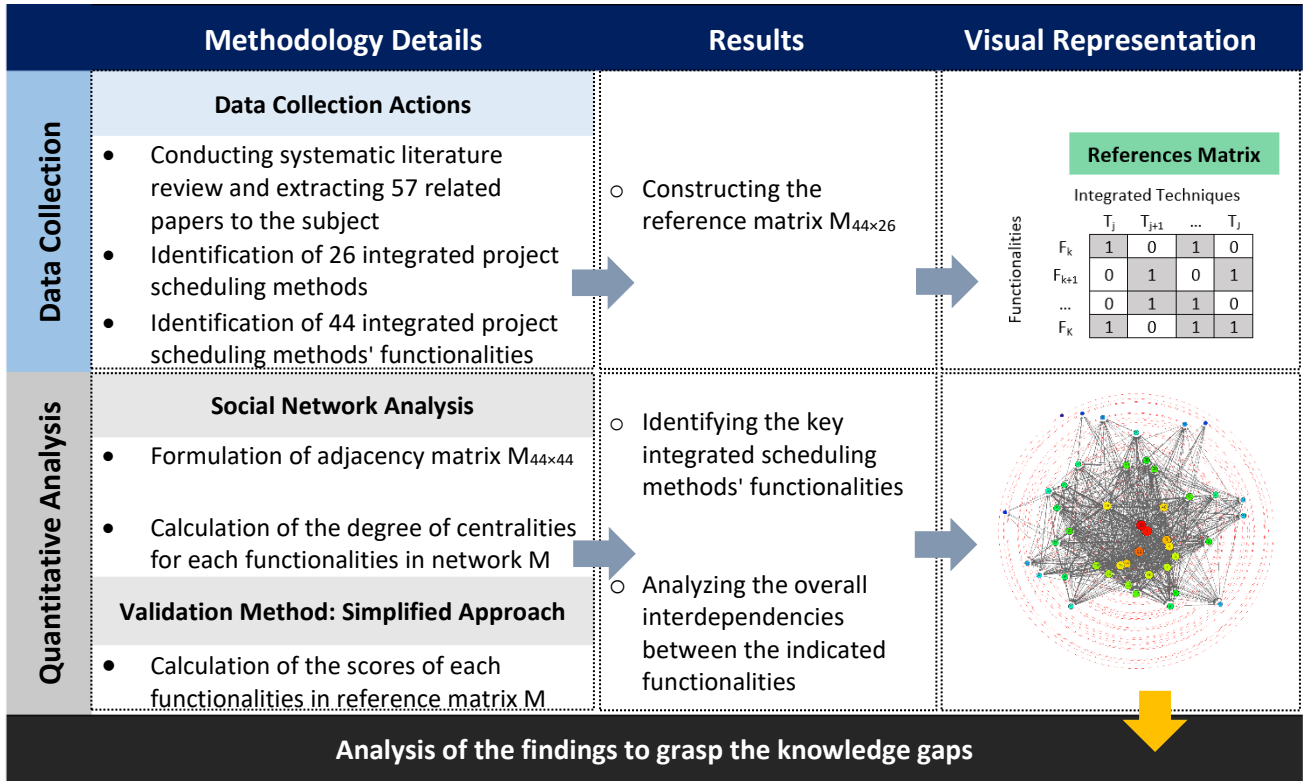 Methodology Details
Results
Visual Representation
Data Collection
Data Collection Actions
• Conducting systematic literature
review and extracting 57 related
papers to the subject
• Identification of 26 integrated project
scheduling methods
• Identification of 44 integrated project
scheduling methods' functionalities
○ Constructing the
reference matrix M44×26
References Matrix
Integrated Techniques
Functionalities
Tj Tj+1 ... TJ
Fk 1 0 1 0
Fk+1 0 1 0 1
... 0 1 1 0
FK 1 0 1 1
Quantitative Analysis
Social Network Analysis
• Formulation of adjacency matrix M44×44
• Calculation of the degree of centralities
for each functionalities in network M
Validation Method: Simplified Approach
• Calculation of the scores of each
functionalities in reference matrix M
○ Identifying the key
integrated scheduling
methods' functionalities
○ Analyzing the overall
interdependencies
between the indicated
functionalities
Analysis of the findings to grasp the knowledge gaps